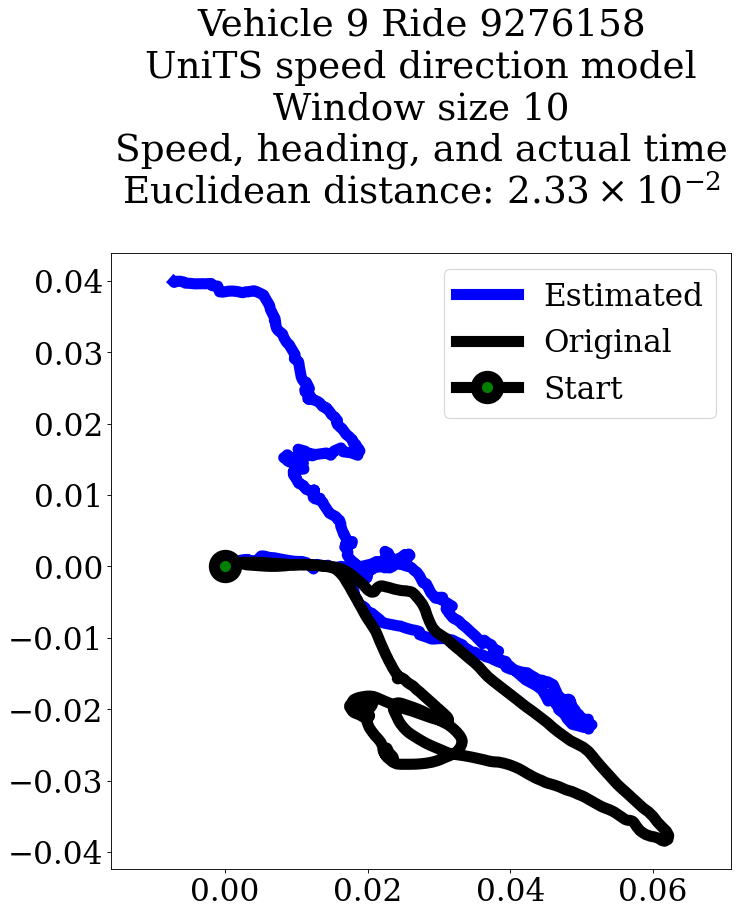 Vehicle 9 Ride 9276158
UniTS speed direction model
Window size 10
Speed, heading, and actual time
Euclidean distance: 2.33 × 10⁻²
Estimated
Original
Start
0.04
0.03
0.02
0.01
0.00
−0.01
−0.02
−0.03
−0.04
0.00 0.02 0.04 0.06